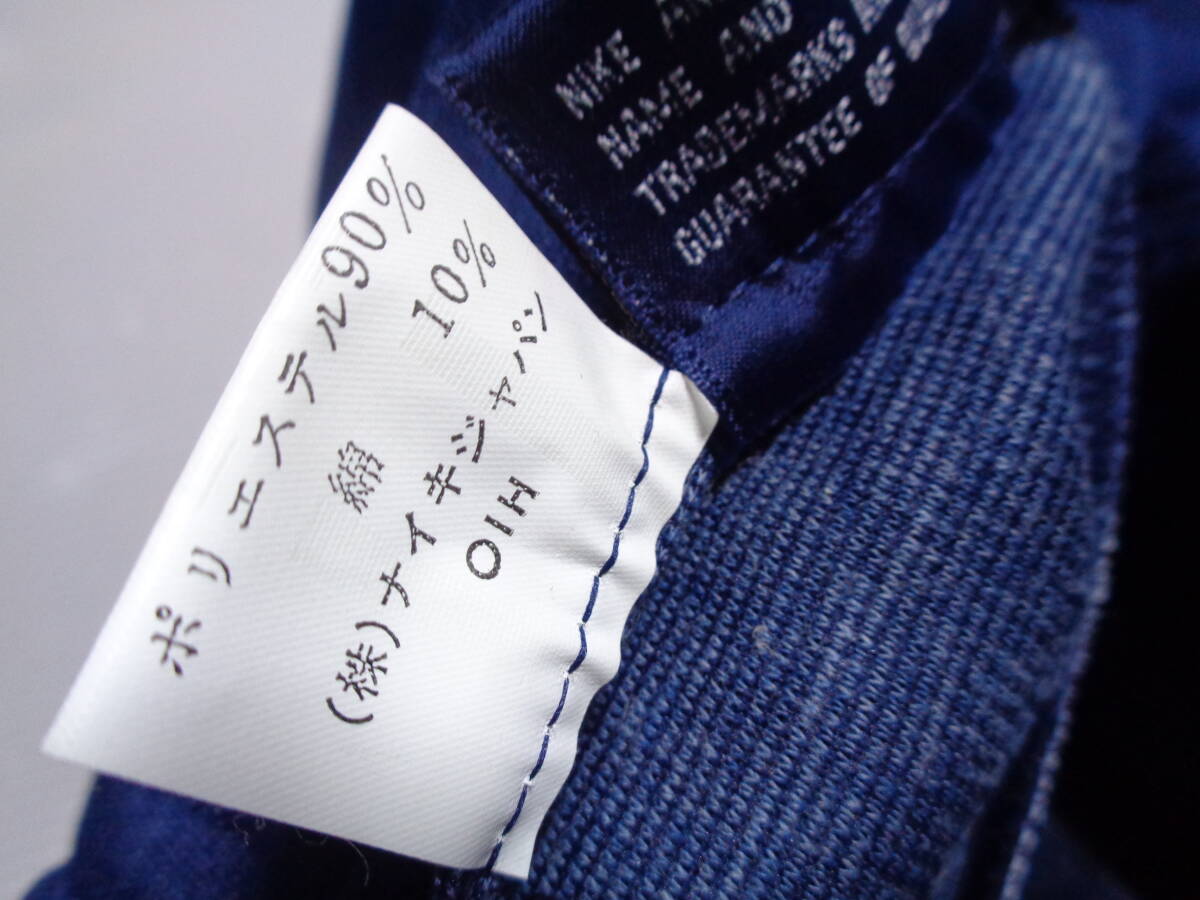 NIKE
NAME AND
TRADEMARKS
GUARANTEE OF
ポリエステル90%
綿 10%
(株)ナイキジャパン
OIH